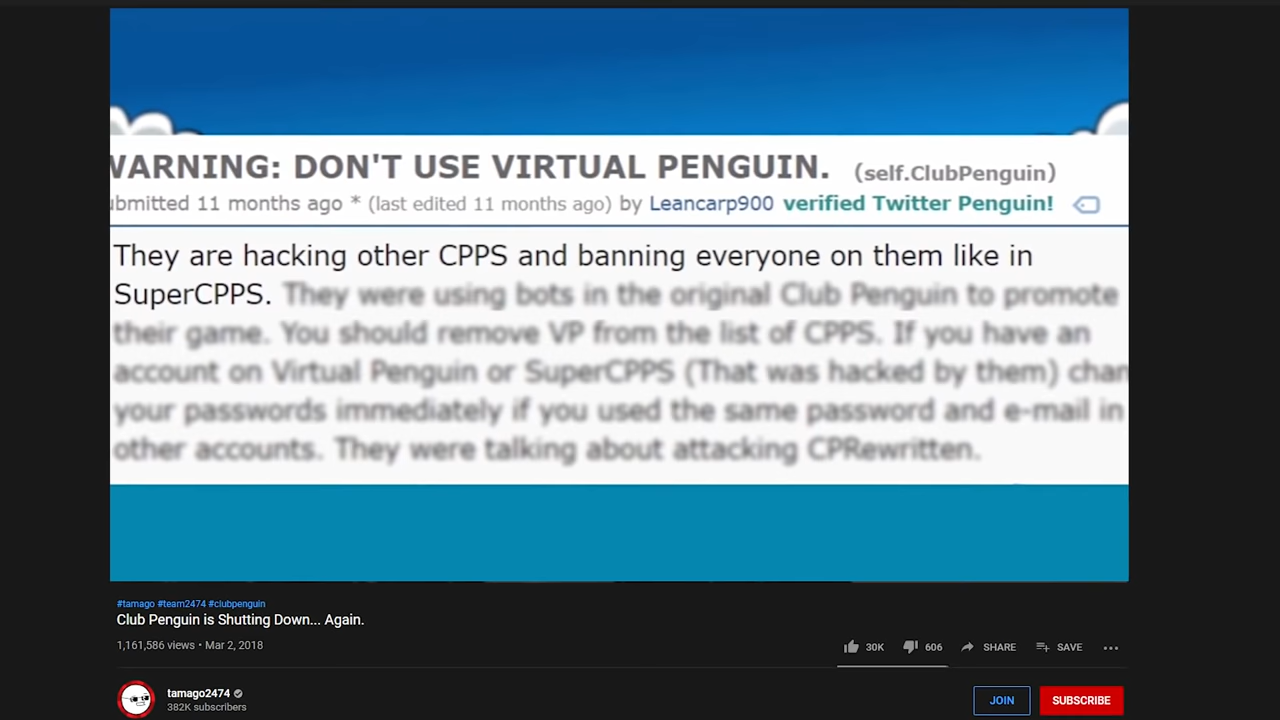 WARNING: DON'T USE VIRTUAL PENGUIN. (self.ClubPenguin)
ubmitted 11 months ago * (last edited 11 months ago) by Leancarp900 verified Twitter Penguin!
They are hacking other CPPS and banning everyone on them like in
SuperCPPS. They were using bots in the original Club Penguin to promote
their game. You should remove VP from the list of CPPS. If you have an
account on Virtual Penguin or SuperCPPS (That was hacked by them) chan
your passwords immediately if you used the same password and e-mail in
other accounts. They were talking about attacking CPRewritten.
#tamago #team2474 #clubpenguin
Club Penguin is Shutting Down... Again.
1,161,586 views • Mar 2, 2018
30K 606 SHARE SAVE
tamago2474
382K subscribers
JOIN SUBSCRIBE